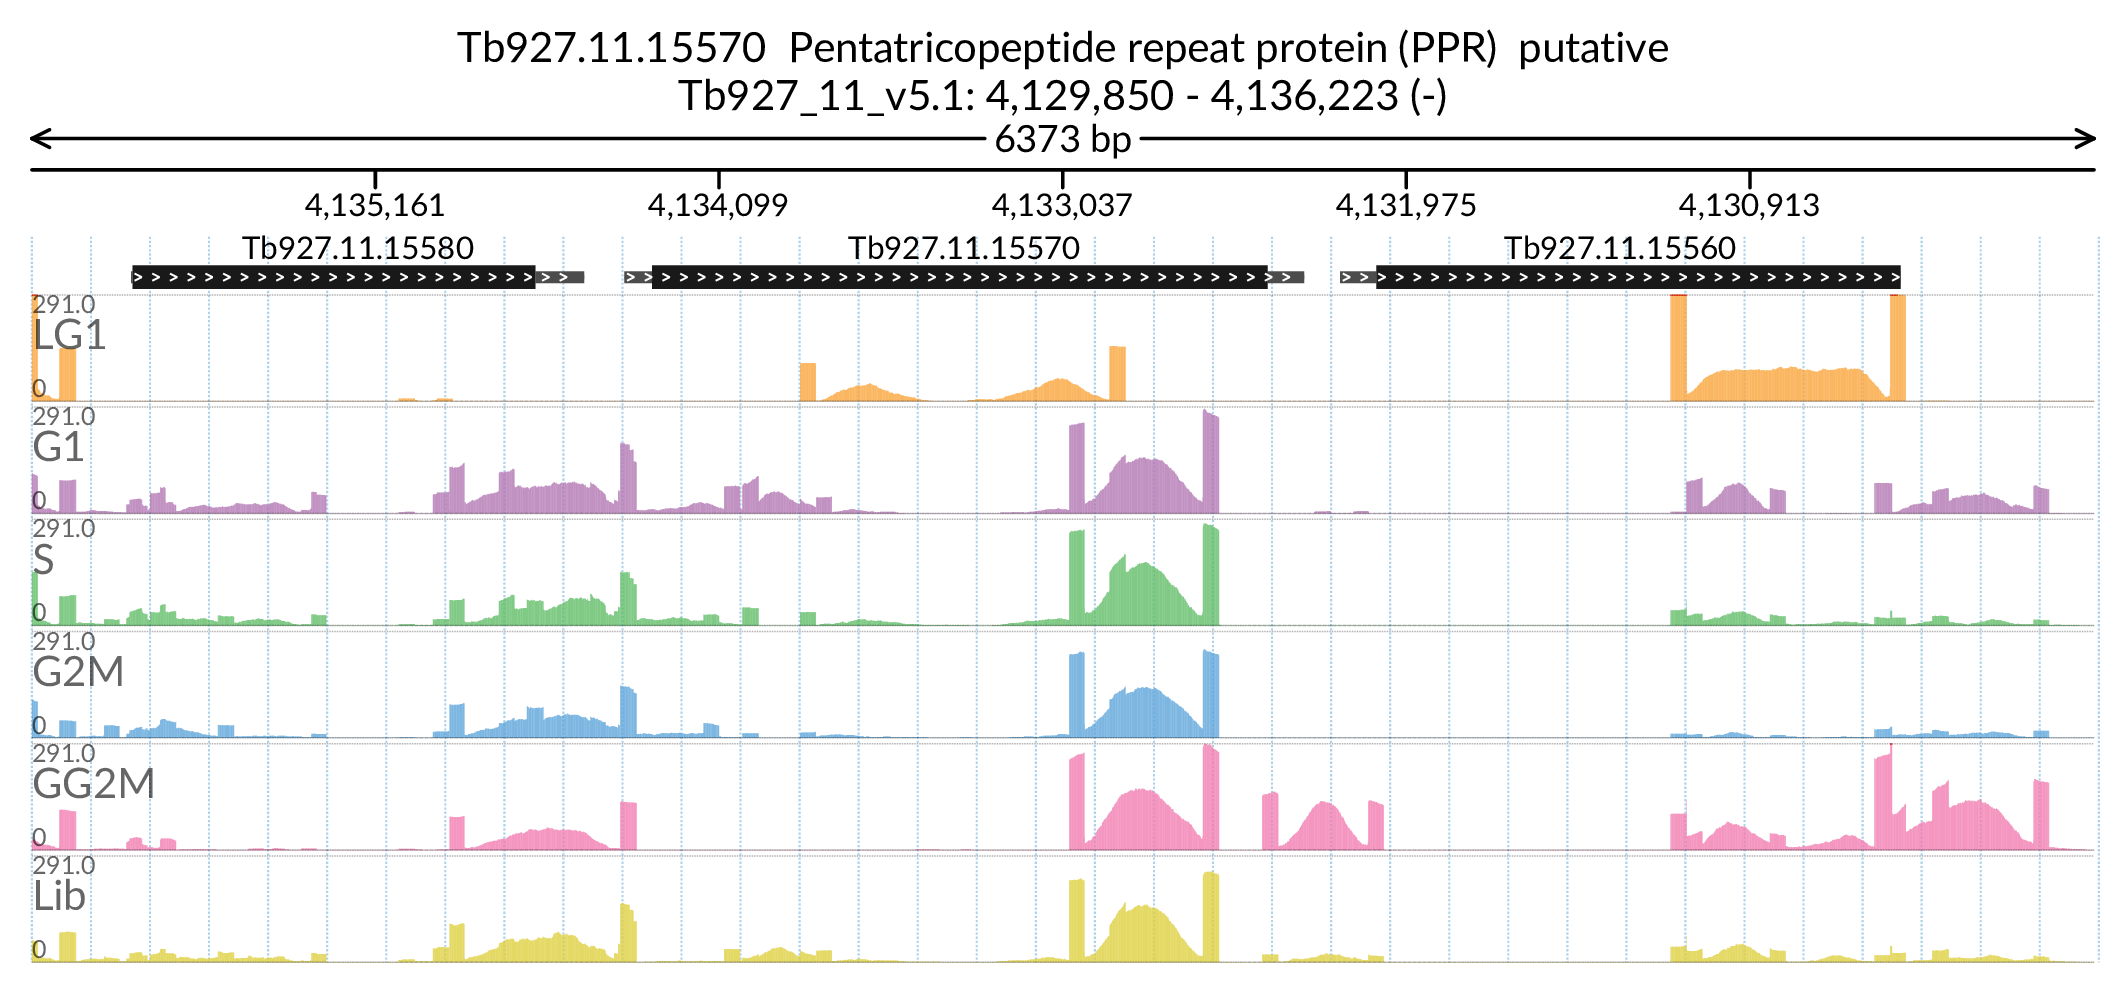 Tb927.11.15570 Pentatricopeptide repeat protein (PPR) putative
Tb927_11_v5.1: 4,129,850 - 4,136,223 (-)
6373 bp
4,135,161 4,134,099 4,133,037 4,131,975 4,130,913
Tb927.11.15580 Tb927.11.15570 Tb927.11.15560
291.0
LG1
0
291.0
G1
0
291.0
S
0
291.0
G2M
0
291.0
GG2M
0
291.0
Lib
0